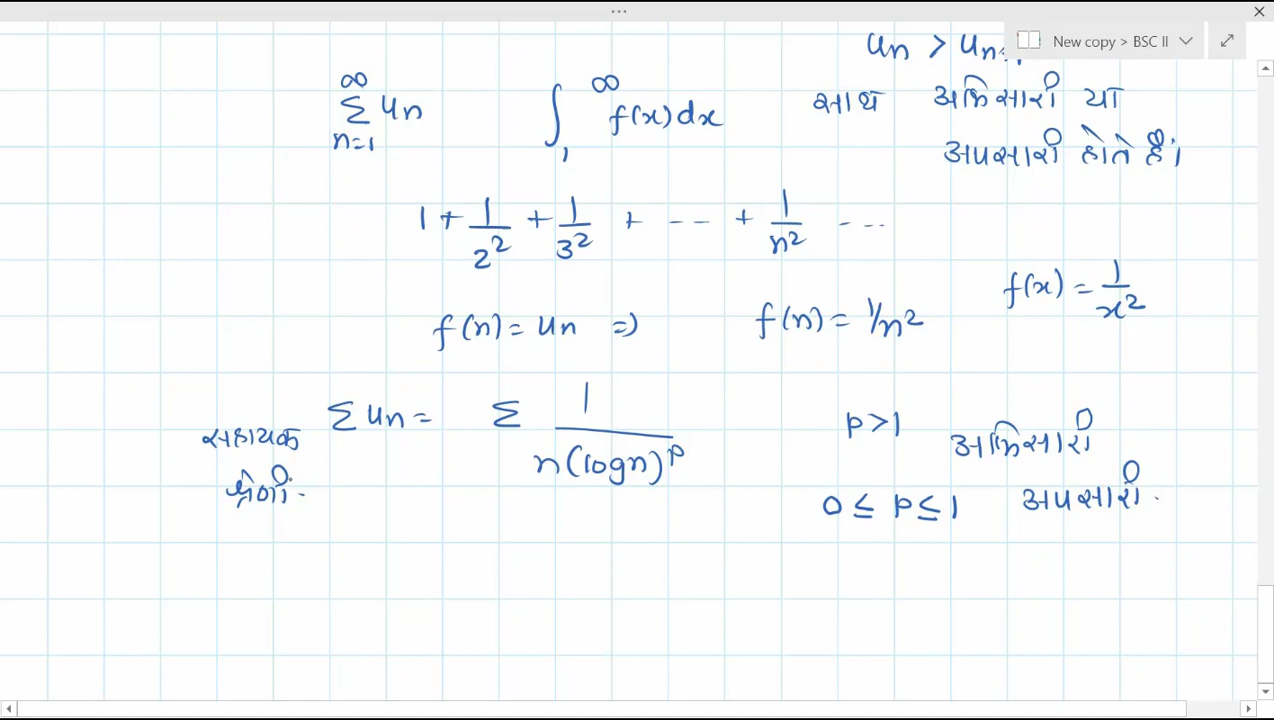 New copy > BSC II
un > un+1
∞ Σ n=1 un ∫ 1 ∞ f(x)dx साथ अभिसारी या
अपसारी होते हैं।
1 + 1/2² + 1/3² + -- -- + 1/n² - --
f(x) = 1/x²
f(n) = un => f(n) = 1/n²
सहायक Σ un = Σ 1/n(logn)^p p>1 अभिसारी
श्रेणी. 0 ≤ p ≤ 1 अपसारी.